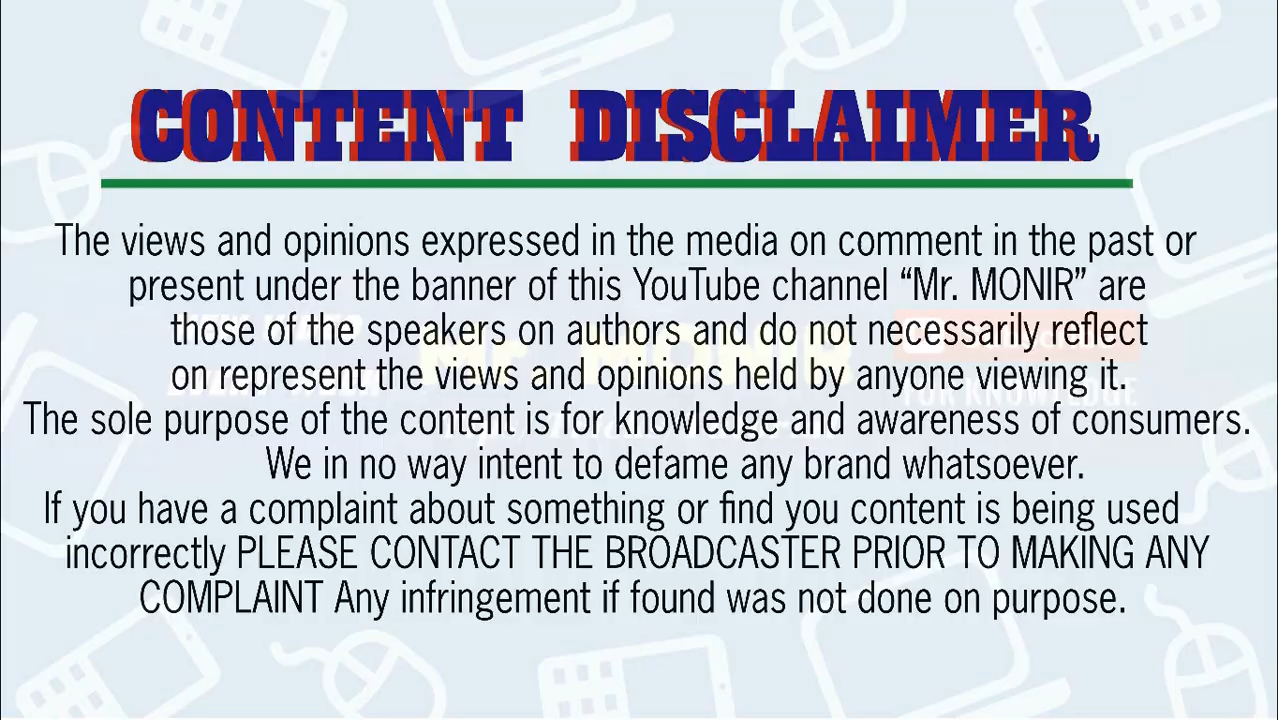 CONTENT DISCLAIMER
The views and opinions expressed in the media on comment in the past or
present under the banner of this YouTube channel “Mr. MONIR” are
those of the speakers on authors and do not necessarily reflect
on represent the views and opinions held by anyone viewing it.
The sole purpose of the content is for knowledge and awareness of consumers.
We in no way intent to defame any brand whatsoever.
If you have a complaint about something or find you content is being used
incorrectly PLEASE CONTACT THE BROADCASTER PRIOR TO MAKING ANY
COMPLAINT Any infringement if found was not done on purpose.
Mr MONIR
FOR KNOWLEDGE